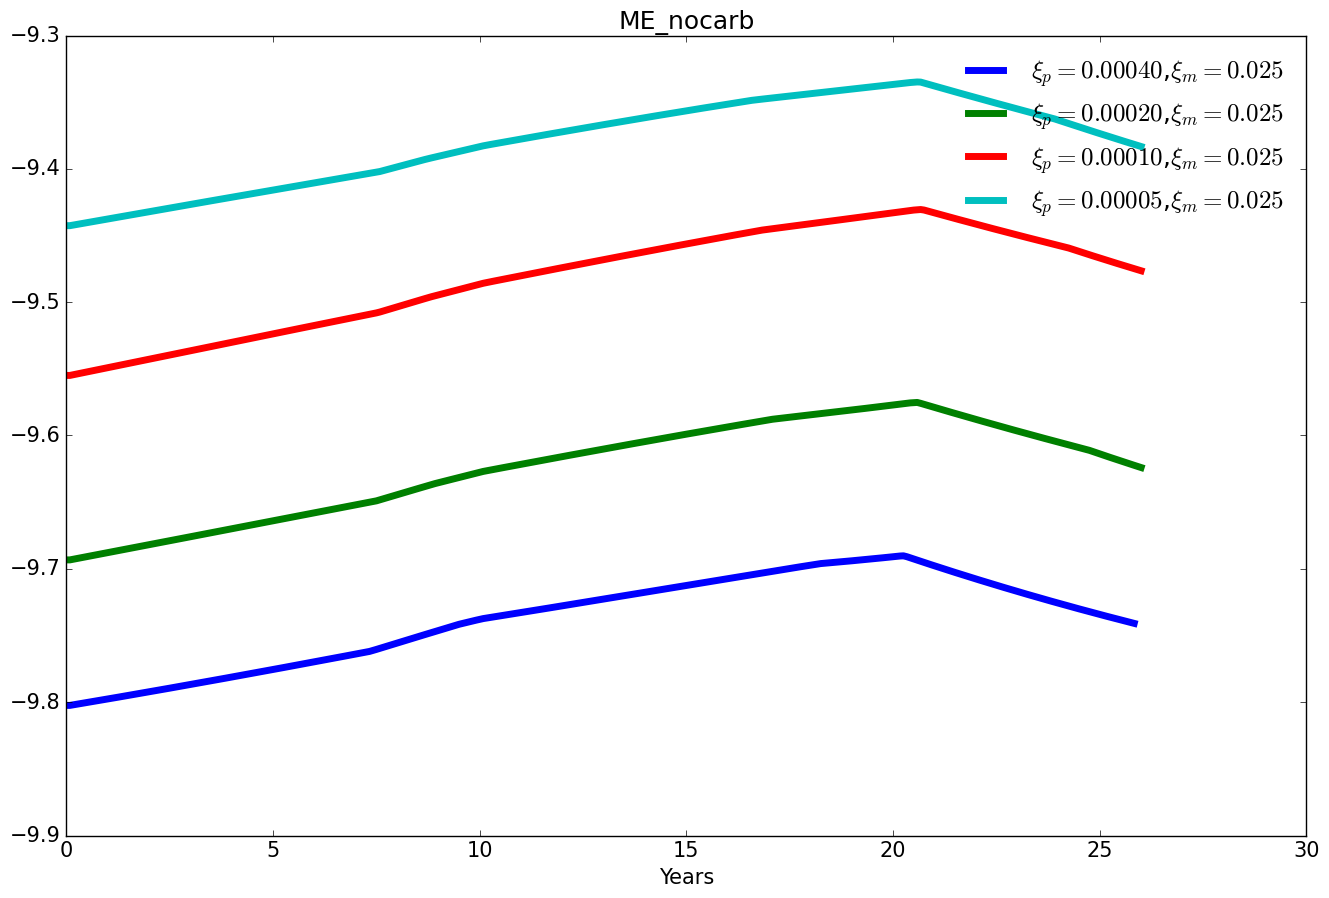 ME_nocarb
−9.3
−9.4
−9.5
−9.6
−9.7
−9.8
−9.9
ξp = 0.00040,ξm = 0.025
ξp = 0.00020,ξm = 0.025
ξp = 0.00010,ξm = 0.025
ξp = 0.00005,ξm = 0.025
0 5 10 15 20 25 30
Years